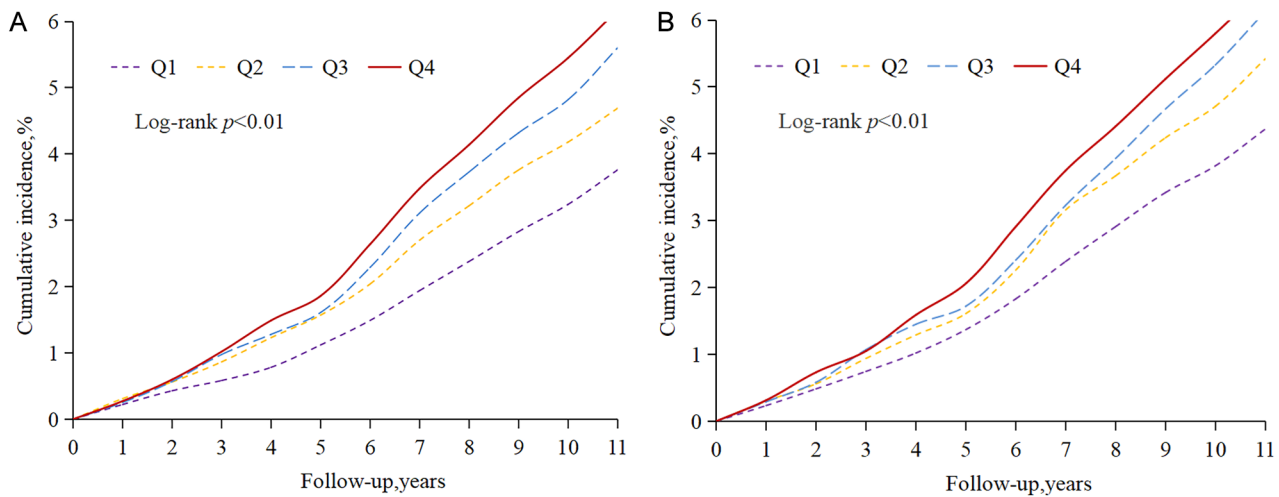 A
6
5
4
3
2
1
0
Cumulative incidence,%
Q1 Q2 Q3 Q4
Log-rank p<0.01
0 1 2 3 4 5 6 7 8 9 10 11
Follow-up,years
B
6
5
4
3
2
1
0
Cumulative incidence,%
Q1 Q2 Q3 Q4
Log-rank p<0.01
0 1 2 3 4 5 6 7 8 9 10 11
Follow-up,years